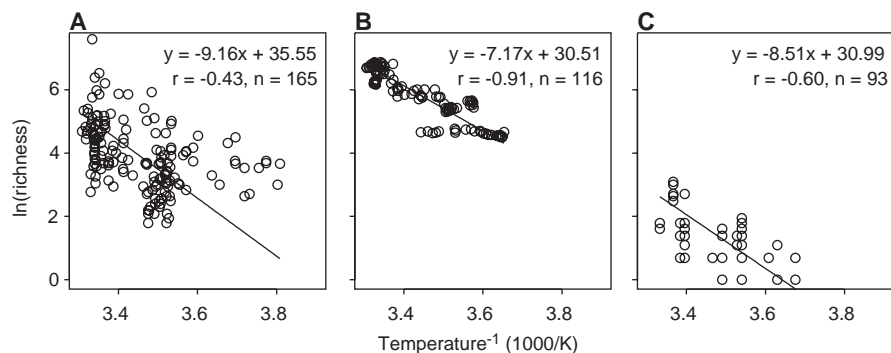 A
B
C
y = -9.16x + 35.55
r = -0.43, n = 165
y = -7.17x + 30.51
r = -0.91, n = 116
y = -8.51x + 30.99
r = -0.60, n = 93
ln(richness)
6
4
2
0
3.4 3.6 3.8
3.4 3.6 3.8
3.4 3.6 3.8
Temperature⁻¹ (1000/K)